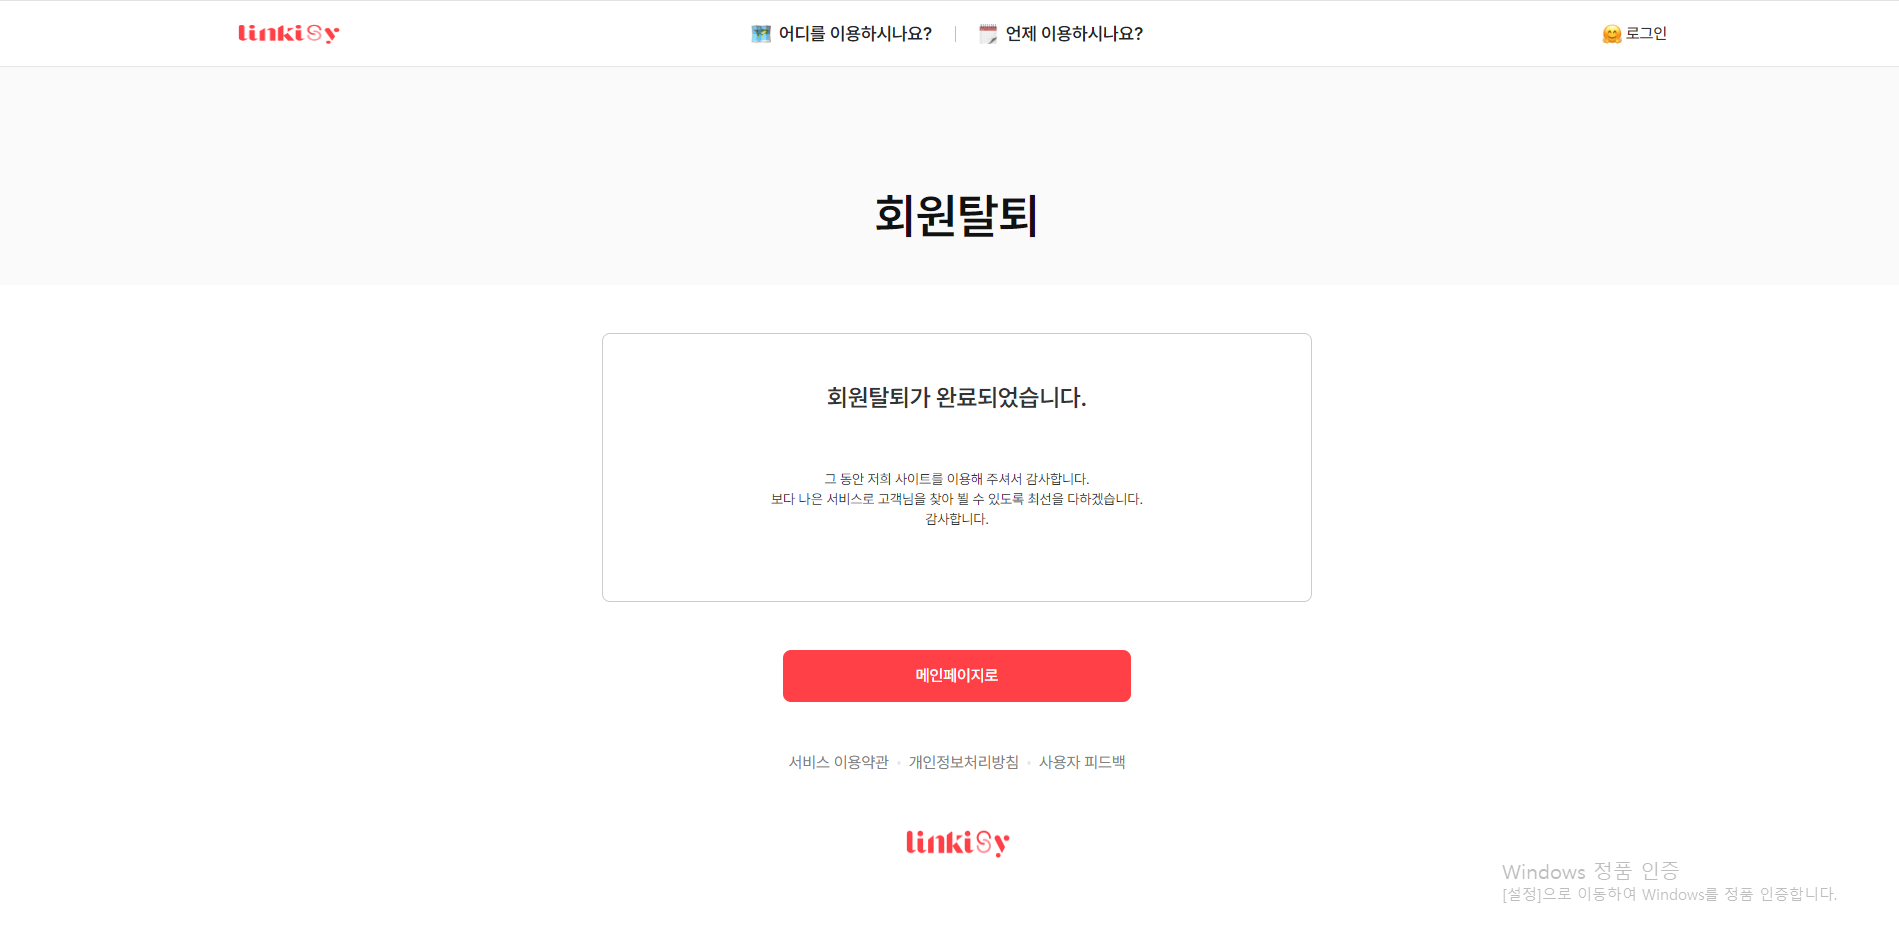 linkisy
어디를 이용하시나요?
언제 이용하시나요?
로그인
회원탈퇴
회원탈퇴가 완료되었습니다.
그 동안 저희 사이트를 이용해 주셔서 감사합니다.
보다 나은 서비스로 고객님을 찾아 뵐 수 있도록 최선을 다하겠습니다.
감사합니다.
메인페이지로
서비스 이용약관 • 개인정보처리방침 • 사용자 피드백
linkisy
Windows 정품 인증
[설정]으로 이동하여 Windows를 정품 인증합니다.